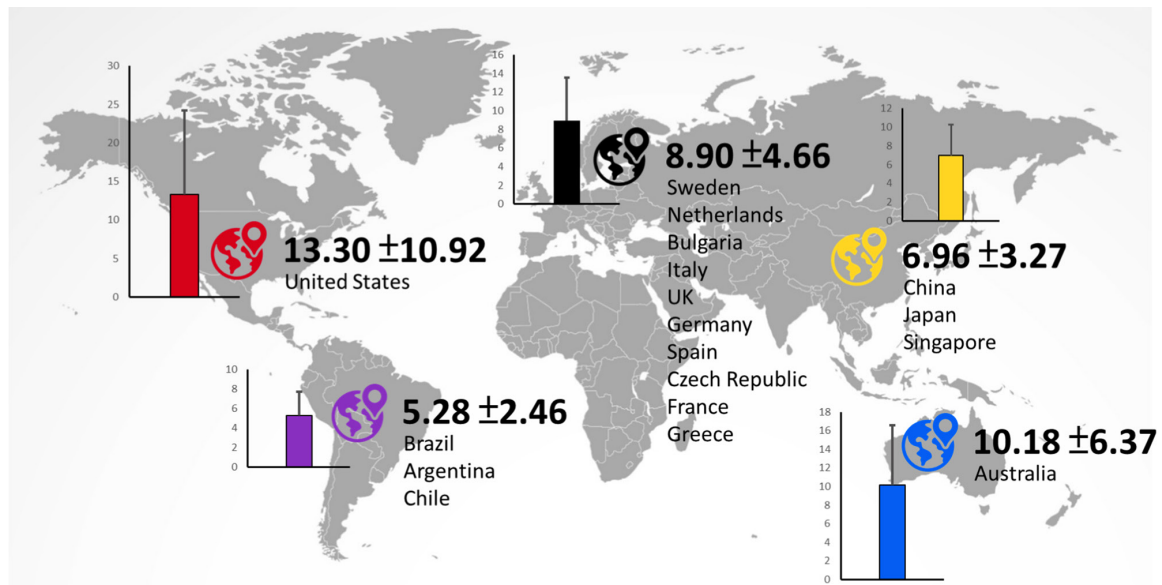 30
25
20
15
10
5
0
13.30 ±10.92
United States
16
14
12
10
8
6
4
2
0
8.90 ±4.66
Sweden
Netherlands
Bulgaria
Italy
UK
Germany
Spain
Czech Republic
France
Greece
12
10
8
6
4
2
0
6.96 ±3.27
China
Japan
Singapore
10
8
6
4
2
0
5.28 ±2.46
Brazil
Argentina
Chile
18
16
14
12
10
8
6
4
2
0
10.18 ±6.37
Australia